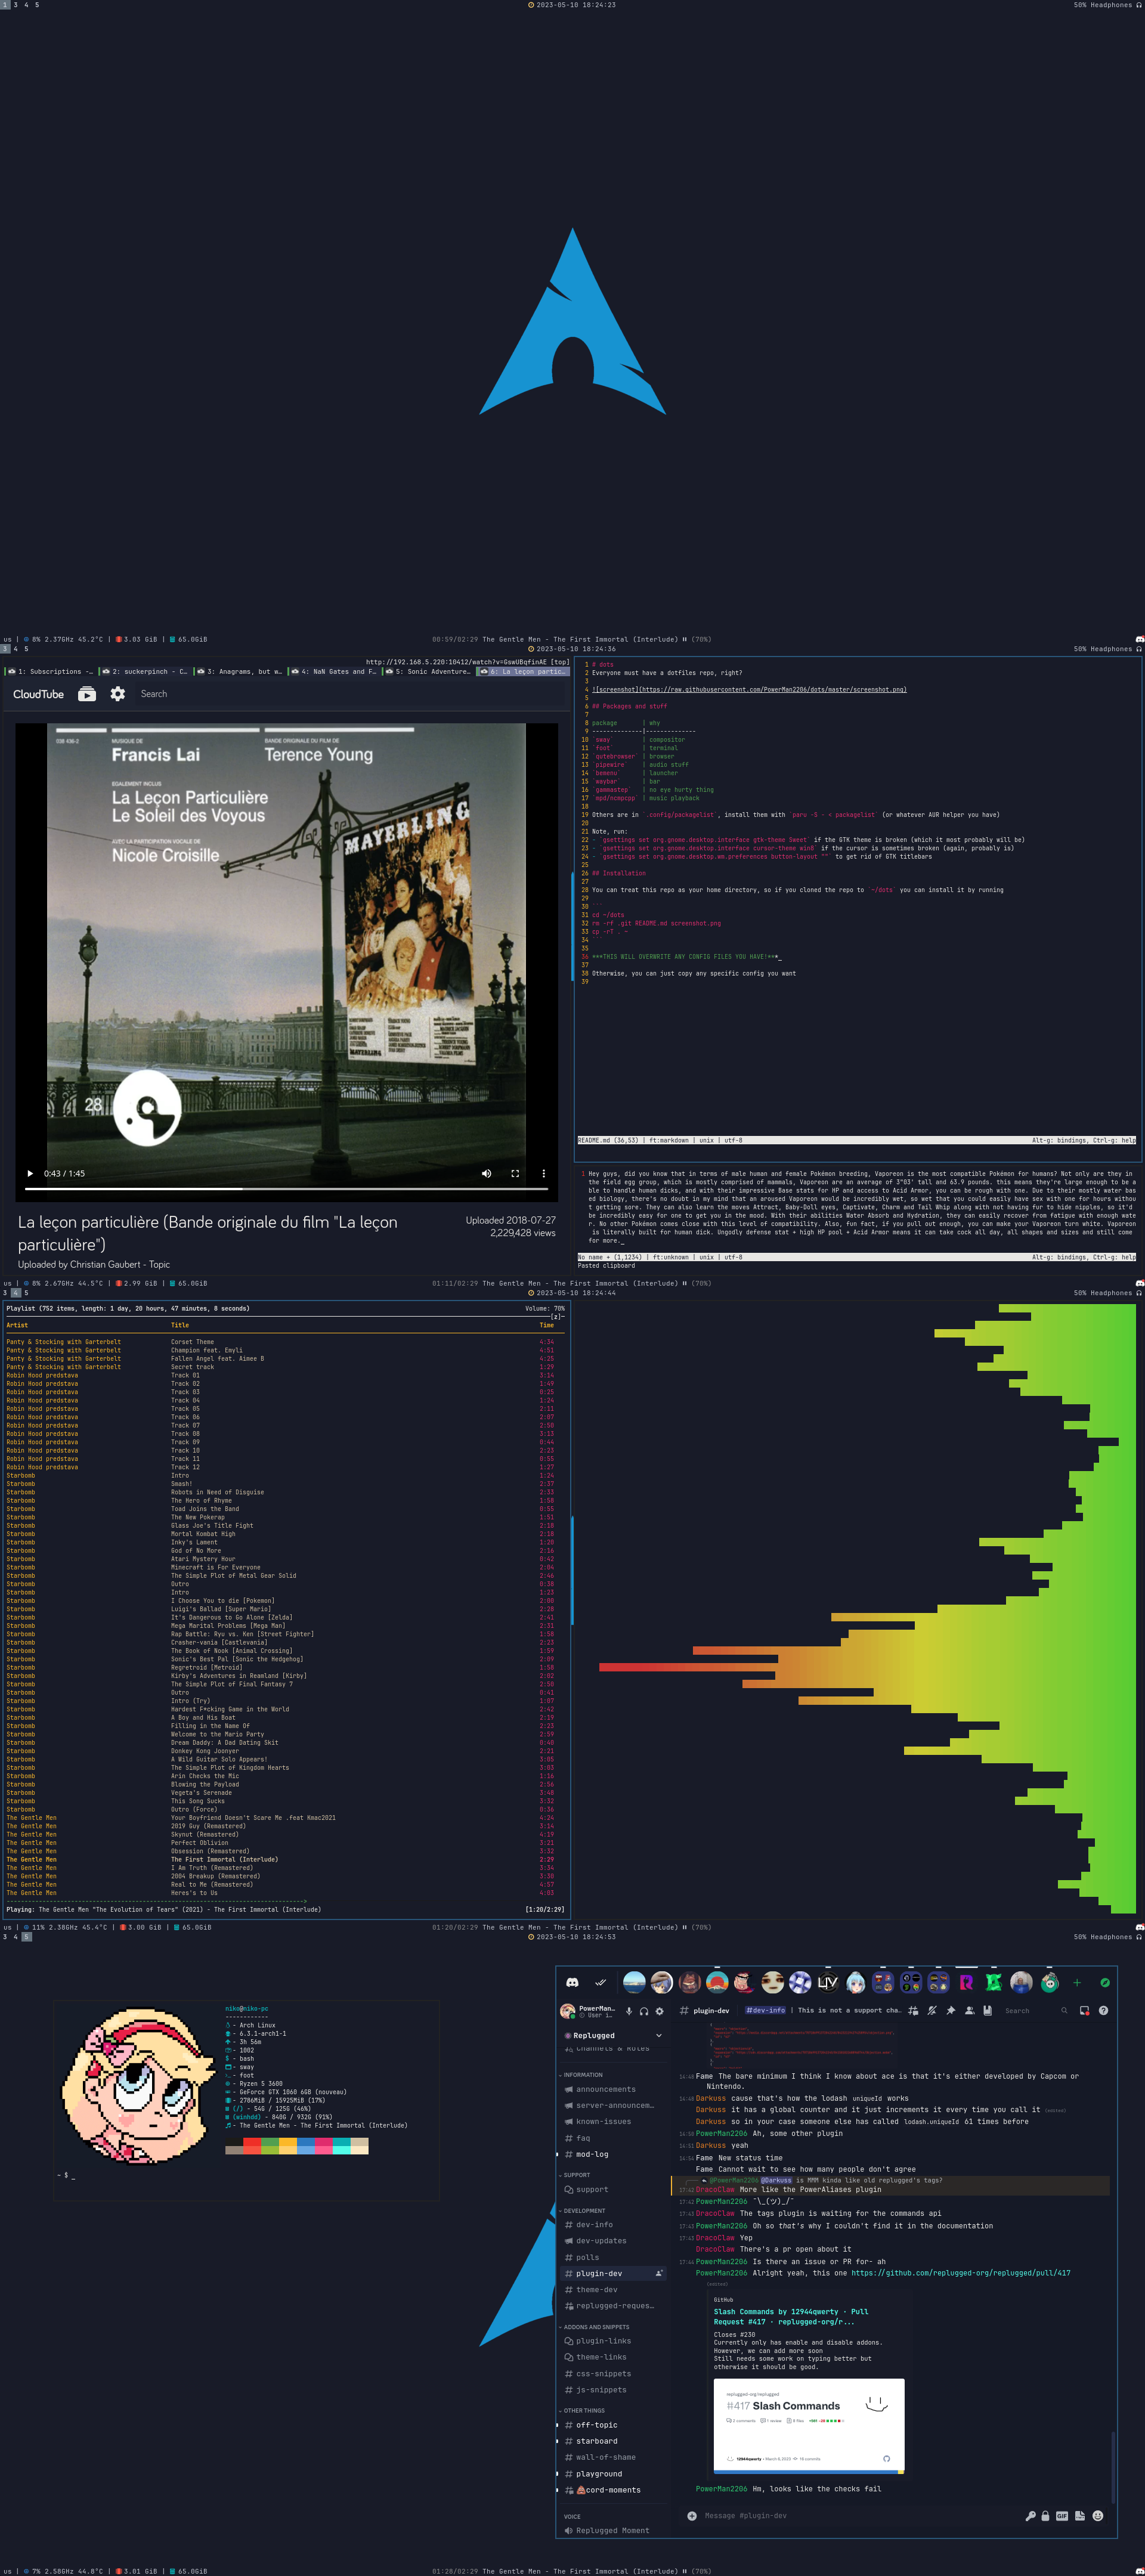 1 3 4 5
2023-05-10 18:24:23
50% Headphones
us | 8% 2.37GHz 45.2°C | 3.03 GiB | 65.0GiB
00:59/02:29 The Gentle Men - The First Immortal (Interlude) (70%)
3 4 5
2023-05-10 18:24:36
50% Headphones
http://192.168.5.220:10412/watch?v=GswUBqfinAE [top]
1: Subscriptions -… 2: suckerpinch - C… 3: Anagrams, but w… 4: NaN Gates and F… 5: Sonic Adventure… 6: La leçon partic…
CloudTube
Search
MUSIQUE DE
Francis Lai
BANDE ORIGINALE DU FILM DE
Terence Young
EGALEMENT INCLUS
La Leçon Particulière
Le Soleil des Voyous
AVEC LA PARTICIPATION VOCALE DE
Nicole Croisille
MAYERLING
28
0:43 / 1:45
La leçon particulière (Bande originale du film "La leçon
particulière")
Uploaded by Christian Gaubert - Topic
Uploaded 2018-07-27
2,229,428 views
1 # dots
2 Everyone must have a dotfiles repo, right?
3
4 ![screenshot](https://raw.githubusercontent.com/PowerMan2206/dots/master/screenshot.png)
5
6 ## Packages and stuff
7
8 package | why
9 --------------|--------------
10 `sway` | compositor
11 `foot` | terminal
12 `qutebrowser` | browser
13 `pipewire` | audio stuff
14 `bemenu` | launcher
15 `waybar` | bar
16 `gammastep` | no eye hurty thing
17 `mpd/ncmpcpp` | music playback
18
19 Others are in `.config/packagelist`, install them with `paru -S - < packagelist` (or whatever AUR helper you have)
20
21 Note, run:
22 - `gsettings set org.gnome.desktop.interface gtk-theme Sweet` if the GTK theme is broken (which it most probably will be)
23 - `gsettings set org.gnome.desktop.interface cursor-theme win8` if the cursor is sometimes broken (again, probably is)
24 - `gsettings set org.gnome.desktop.wm.preferences button-layout ""` to get rid of GTK titlebars
25
26 ## Installation
27
28 You can treat this repo as your home directory, so if you cloned the repo to `~/dots` you can install it by running
29
30 ```
31 cd ~/dots
32 rm -rf .git README.md screenshot.png
33 cp -rT . ~
34 ```
35
36 ***THIS WILL OVERWRITE ANY CONFIG FILES YOU HAVE!***
37
38 Otherwise, you can just copy any specific config you want
39
README.md (36,53) | ft:markdown | unix | utf-8
Alt-g: bindings, Ctrl-g: help
1 Hey guys, did you know that in terms of male human and female Pokémon breeding, Vaporeon is the most compatible Pokémon for humans? Not only are they in
the field egg group, which is mostly comprised of mammals, Vaporeon are an average of 3"03' tall and 63.9 pounds. this means they're large enough to be a
ble to handle human dicks, and with their impressive Base stats for HP and access to Acid Armor, you can be rough with one. Due to their mostly water bas
ed biology, there's no doubt in my mind that an aroused Vaporeon would be incredibly wet, so wet that you could easily have sex with one for hours withou
t getting sore. They can also learn the moves Attract, Baby-Doll eyes, Captivate, Charm and Tail Whip along with not having fur to hide nipples, so it'd
be incredibly easy for one to get you in the mood. With their abilities Water Absorb and Hydration, they can easily recover from fatigue with enough wate
r. No other Pokémon comes close with this level of compatibility. Also, fun fact, if you pull out enough, you can make your Vaporeon turn white. Vaporeon
is literally built for human dick. Ungodly defense stat + high HP pool + Acid Armor means it can take cock all day, all shapes and sizes and still come
for more.
No name + (1,1234) | ft:unknown | unix | utf-8
Alt-g: bindings, Ctrl-g: help
Pasted clipboard
us | 8% 2.67GHz 44.5°C | 2.99 GiB | 65.0GiB
01:11/02:29 The Gentle Men - The First Immortal (Interlude) (70%)
3 4 5
2023-05-10 18:24:44
50% Headphones
Playlist (752 items, length: 1 day, 20 hours, 47 minutes, 8 seconds)
Volume: 70%
[z]
Artist Title Time
Panty & Stocking with Garterbelt Corset Theme 4:34
Panty & Stocking with Garterbelt Champion feat. Emyli 4:51
Panty & Stocking with Garterbelt Fallen Angel feat. Aimee B 4:25
Panty & Stocking with Garterbelt Secret track 1:29
Robin Hood predstava Track 01 3:14
Robin Hood predstava Track 02 1:49
Robin Hood predstava Track 03 0:25
Robin Hood predstava Track 04 1:24
Robin Hood predstava Track 05 2:11
Robin Hood predstava Track 06 2:07
Robin Hood predstava Track 07 2:50
Robin Hood predstava Track 08 3:13
Robin Hood predstava Track 09 0:44
Robin Hood predstava Track 10 2:23
Robin Hood predstava Track 11 0:55
Robin Hood predstava Track 12 1:27
Starbomb Intro 1:24
Starbomb Smash! 2:37
Starbomb Robots in Need of Disguise 2:33
Starbomb The Hero of Rhyme 1:58
Starbomb Toad Joins the Band 0:55
Starbomb The New Pokerap 1:51
Starbomb Glass Joe's Title Fight 2:18
Starbomb Mortal Kombat High 2:18
Starbomb Inky's Lament 1:20
Starbomb God of No More 2:16
Starbomb Atari Mystery Hour 0:42
Starbomb Minecraft is For Everyone 2:04
Starbomb The Simple Plot of Metal Gear Solid 2:46
Starbomb Outro 0:38
Starbomb Intro 1:23
Starbomb I Choose You to die [Pokemon] 2:00
Starbomb Luigi's Ballad [Super Mario] 2:28
Starbomb It's Dangerous to Go Alone [Zelda] 2:41
Starbomb Mega Marital Problems [Mega Man] 2:31
Starbomb Rap Battle: Ryu vs. Ken [Street Fighter] 1:58
Starbomb Crasher-vania [Castlevania] 2:23
Starbomb The Book of Nook [Animal Crossing] 1:59
Starbomb Sonic's Best Pal [Sonic the Hedgehog] 2:09
Starbomb Regretroid [Metroid] 1:58
Starbomb Kirby's Adventures in Reamland [Kirby] 2:02
Starbomb The Simple Plot of Final Fantasy 7 2:50
Starbomb Outro 0:41
Starbomb Intro (Try) 1:07
Starbomb Hardest F*cking Game in the World 2:42
Starbomb A Boy and His Boat 2:19
Starbomb Filling in the Name Of 2:23
Starbomb Welcome to the Mario Party 2:59
Starbomb Dream Daddy: A Dad Dating Skit 0:40
Starbomb Donkey Kong Joonyer 2:21
Starbomb A Wild Guitar Solo Appears! 3:05
Starbomb The Simple Plot of Kingdom Hearts 3:03
Starbomb Arin Checks the Mic 1:16
Starbomb Blowing the Payload 2:56
Starbomb Vegeta's Serenade 3:48
Starbomb This Song Sucks 3:32
Starbomb Outro (Force) 0:36
The Gentle Men Your Boyfriend Doesn't Scare Me .feat Kmac2021 4:24
The Gentle Men 2019 Guy (Remastered) 3:14
The Gentle Men Skynut (Remastered) 4:19
The Gentle Men Perfect Oblivion 3:21
The Gentle Men Obsession (Remastered) 3:32
The Gentle Men The First Immortal (Interlude) 2:29
The Gentle Men I Am Truth (Remastered) 3:34
The Gentle Men 2004 Breakup (Remastered) 3:30
The Gentle Men Real to Me (Remastered) 4:57
The Gentle Men Heres's to Us 4:03
Playing: The Gentle Men "The Evolution of Tears" (2021) - The First Immortal (Interlude) [1:20/2:29]
us | 11% 2.38GHz 45.4°C | 3.00 GiB | 65.0GiB
01:20/02:29 The Gentle Men - The First Immortal (Interlude) (70%)
3 4 5
2023-05-10 18:24:53
50% Headphones
niko@niko-pc
------------
- Arch Linux
- 6.3.1-arch1-1
- 3h 56m
- 1002
- bash
- sway
- foot
- Ryzen 5 3600
- GeForce GTX 1060 6GB (nouveau)
- 2786MiB / 15925MiB (17%)
(/) - 54G / 125G (46%)
(winhdd) - 840G / 932G (91%)
- The Gentle Men - The First Immortal (Interlude)
~ $
LIV
PowerMan…
User i…
# plugin-dev
#dev-info | This is not a support cha…
Search
Replugged
Channels & Roles
INFORMATION
announcements
server-announcem…
known-issues
faq
mod-log
SUPPORT
support
DEVELOPMENT
dev-info
dev-updates
polls
plugin-dev
theme-dev
replugged-reques…
ADDONS AND SNIPPETS
plugin-links
theme-links
css-snippets
js-snippets
OTHER THINGS
off-topic
starboard
wall-of-shame
playground
💩cord-moments
VOICE
Replugged Moment
14:48 Fame The bare minimum I think I know about ace is that it's either developed by Capcom or
Nintendo.
14:48 Darkuss cause that's how the lodash uniqueId works
Darkuss it has a global counter and it just increments it every time you call it (edited)
Darkuss so in your case someone else has called lodash.uniqueId 61 times before
14:50 PowerMan2206 Ah, some other plugin
14:51 Darkuss yeah
14:54 Fame New status time
Fame Cannot wait to see how many people don't agree
@PowerMan2206 @Darkuss is MMM kinda like old replugged's tags?
17:42 DracoClaw More like the PowerAliases plugin
17:42 PowerMan2206 ¯\_(ツ)_/¯
17:43 DracoClaw The tags plugin is waiting for the commands api
17:43 PowerMan2206 Oh so that's why I couldn't find it in the documentation
17:43 DracoClaw Yep
DracoClaw There's a pr open about it
17:44 PowerMan2206 Is there an issue or PR for- ah
PowerMan2206 Alright yeah, this one https://github.com/replugged-org/replugged/pull/417
(edited)
GitHub
Slash Commands by 12944qwerty · Pull
Request #417 · replugged-org/r...
Closes #230
Currently only has enable and disable addons.
However, we can add more soon
Still needs some work on typing better but
otherwise it should be good.
replugged-org/replugged
#417 Slash Commands
2 comments 1 review 8 files
12944qwerty • March 6, 2023 19 commits
PowerMan2206 Hm, looks like the checks fail
Message #plugin-dev
GIF
us | 7% 2.58GHz 44.8°C | 3.01 GiB | 65.0GiB
01:28/02:29 The Gentle Men - The First Immortal (Interlude) (70%)